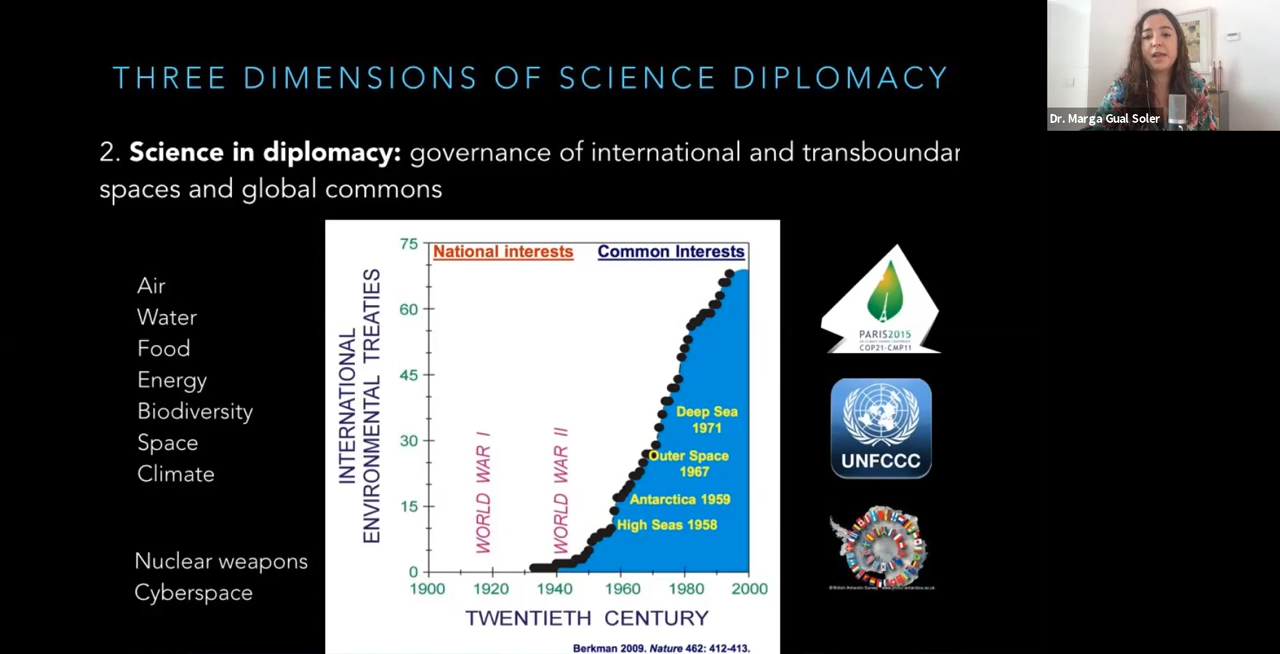 THREE DIMENSIONS OF SCIENCE DIPLOMACY
Dr. Marga Gual Soler
2. Science in diplomacy: governance of international and transboundar
spaces and global commons
Air
Water
Food
Energy
Biodiversity
Space
Climate
Nuclear weapons
Cyberspace
National interests
Common Interests
INTERNATIONAL
ENVIRONMENTAL TREATIES
75
60
45
30
15
0
WORLD WAR I
WORLD WAR II
Deep Sea
1971
Outer Space
1967
Antarctica 1959
High Seas 1958
1900 1920 1940 1960 1980 2000
TWENTIETH CENTURY
Berkman 2009. Nature 462: 412-413.
PARIS2015
COP21-CMP11
UNFCCC